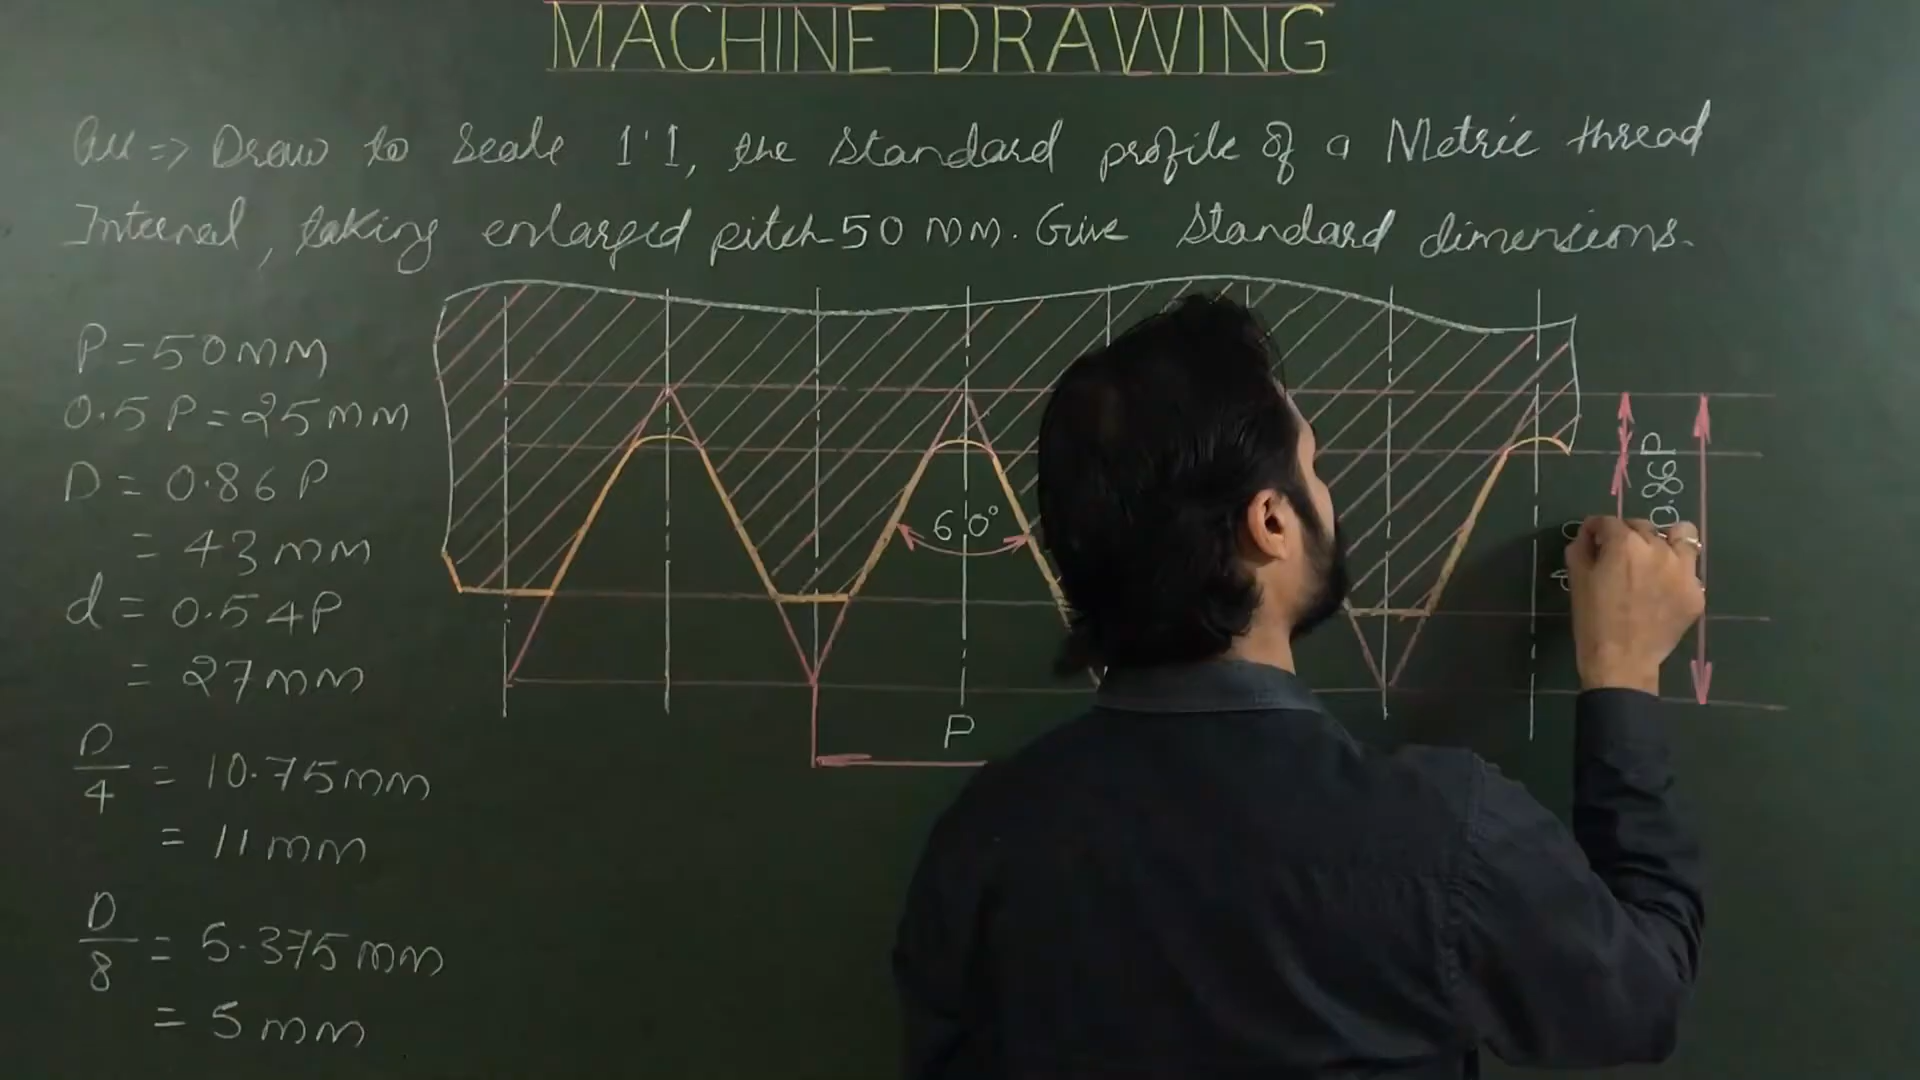 MACHINE DRAWING
Qu => Draw to Scale 1:1, the standard profile of a Metric thread
Internal, taking enlarged pitch 50 mm. Give Standard dimensions.
P = 50 mm
0.5 P = 25 mm
D = 0.86 P
= 43 mm
d = 0.54 P
= 27 mm
D/4 = 10.75 mm
= 11 mm
D/8 = 5.375 mm
= 5 mm
60°
P
0.86P